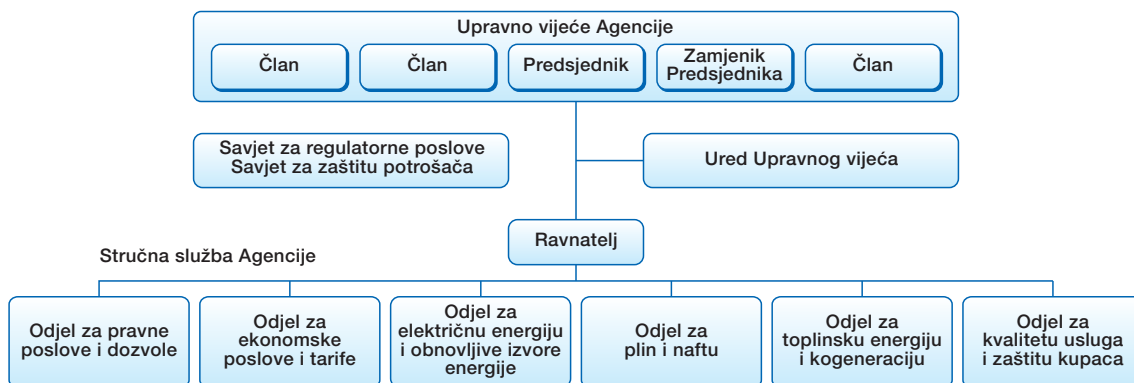 Upravno vijeće Agencije
Član
Član
Predsjednik
Zamjenik
Predsjednika
Član
Savjet za regulatorne poslove
Savjet za zaštitu potrošača
Ured Upravnog vijeća
Ravnatelj
Stručna služba Agencije
Odjel za pravne
poslove i dozvole
Odjel za
ekonomske
poslove i tarife
Odjel za
električnu energiju
i obnovljive izvore
energije
Odjel za
plin i naftu
Odjel za
toplinsku energiju
i kogeneraciju
Odjel za
kvalitetu usluga
i zaštitu kupaca